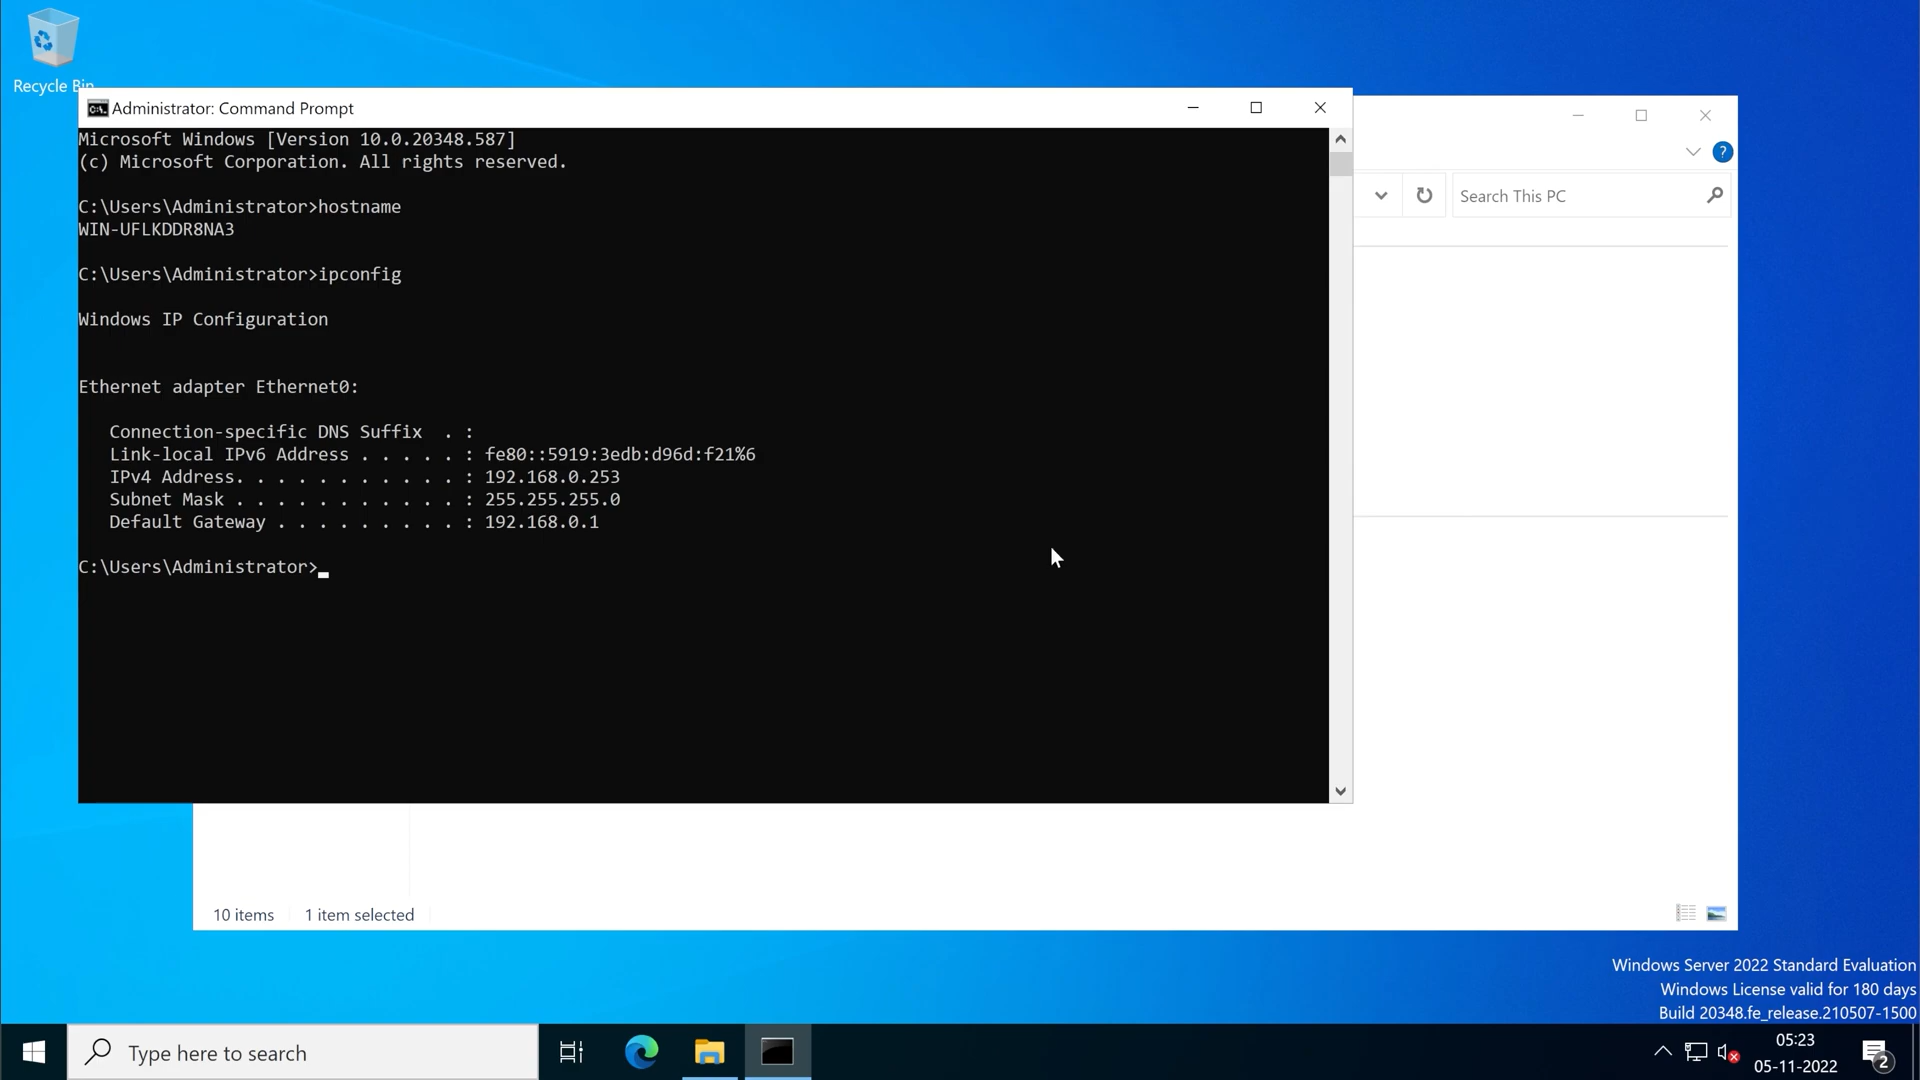 Recycle Bin
Administrator: Command Prompt
Microsoft Windows [Version 10.0.20348.587]
(c) Microsoft Corporation. All rights reserved.
C:\Users\Administrator>hostname
WIN-UFLKDDR8NA3
C:\Users\Administrator>ipconfig
Windows IP Configuration
Ethernet adapter Ethernet0:
Connection-specific DNS Suffix  . :
Link-local IPv6 Address . . . . . : fe80::5919:3edb:d96d:f21%6
IPv4 Address. . . . . . . . . . . : 192.168.0.253
Subnet Mask . . . . . . . . . . . : 255.255.255.0
Default Gateway . . . . . . . . . : 192.168.0.1
C:\Users\Administrator>
?
Search This PC
10 items
1 item selected
Windows Server 2022 Standard Evaluation
Windows License valid for 180 days
Build 20348.fe_release.210507-1500
Type here to search
05:23
05-11-2022
2